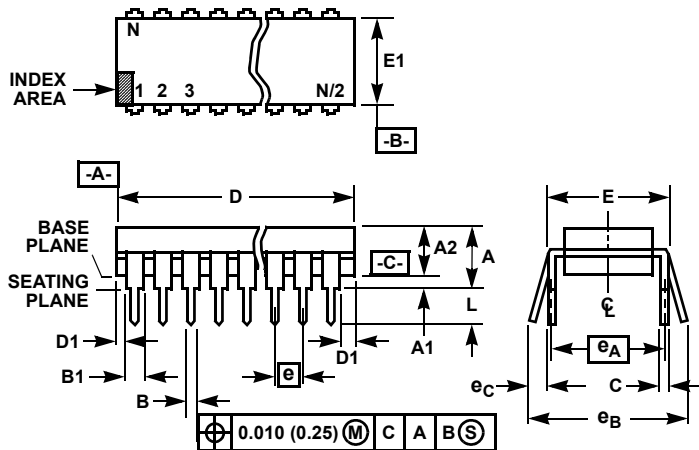 N
E1
INDEX
AREA
1 2 3 N/2
-B-
-A-
D
E
BASE
PLANE
A2
A
-C-
SEATING
PLANE
L
℄
D1
A1
D1
e
eA
B1
eC
C
B
eB
⌖ 0.010 (0.25) Ⓜ C A B Ⓢ